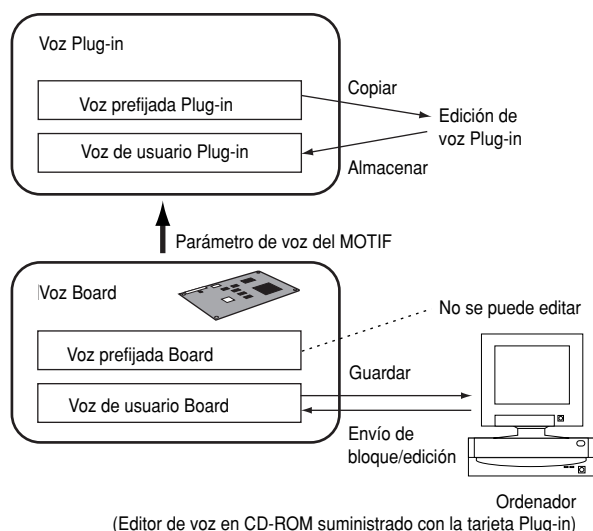 Voz Plug-in
Voz prefijada Plug-in
Voz de usuario Plug-in
Copiar
Edición de
voz Plug-in
Almacenar
Parámetro de voz del MOTIF
Voz Board
Voz prefijada Board
Voz de usuario Board
No se puede editar
Guardar
Envío de
bloque/edición
Ordenador
(Editor de voz en CD-ROM suministrado con la tarjeta Plug-in)